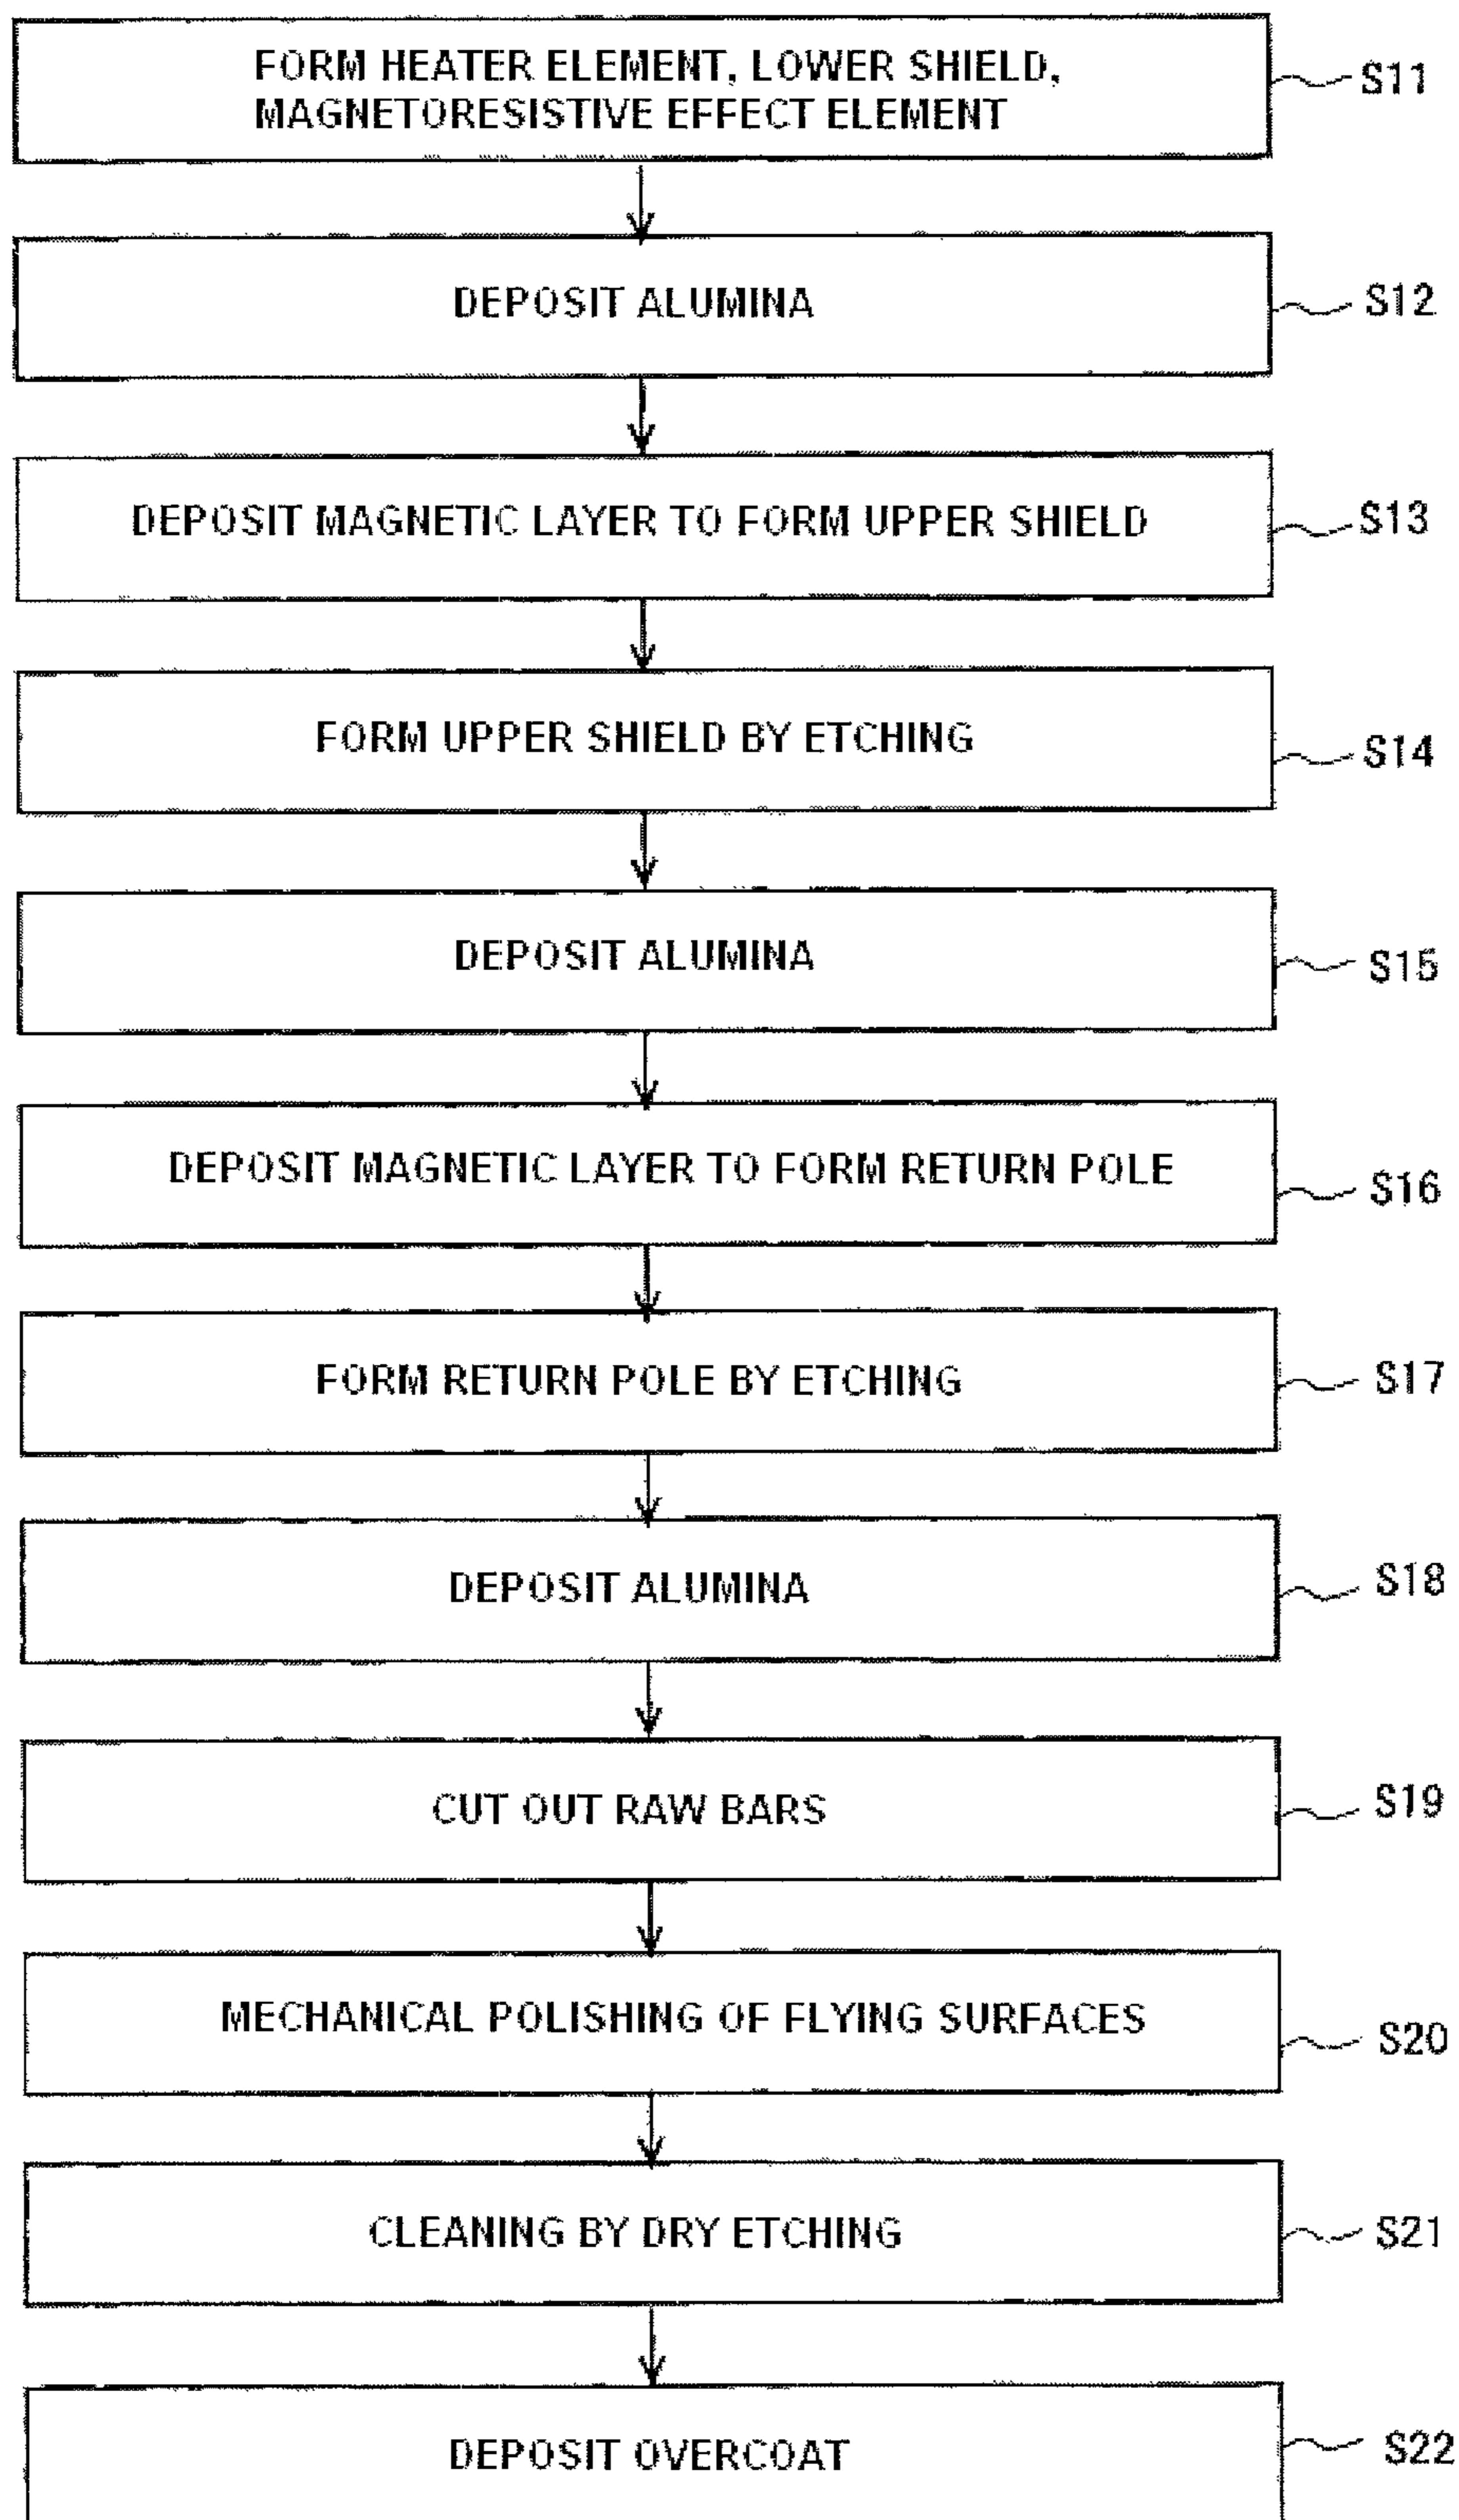 FORM HEATER ELEMENT, LOWER SHIELD,
MAGNETORESISTIVE EFFECT ELEMENT
S11
DEPOSIT ALUMINA
S12
DEPOSIT MAGNETIC LAYER TO FORM UPPER SHIELD
S13
FORM UPPER SHIELD BY ETCHING
S14
DEPOSIT ALUMINA
S15
DEPOSIT MAGNETIC LAYER TO FORM RETURN POLE
S16
FORM RETURN POLE BY ETCHING
S17
DEPOSIT ALUMINA
S18
CUT OUT RAW BARS
S19
MECHANICAL POLISHING OF FLYING SURFACES
S20
CLEANING BY DRY ETCHING
S21
DEPOSIT OVERCOAT
S22